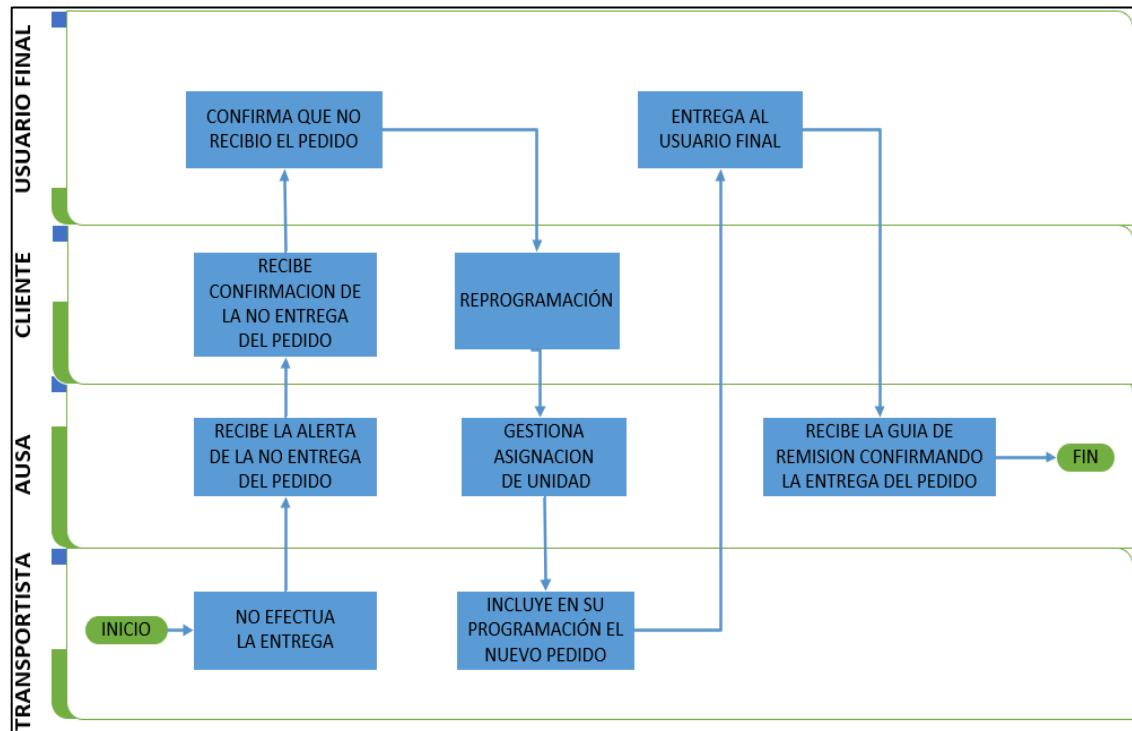 USUARIO FINAL
CONFIRMA QUE NO
RECIBIO EL PEDIDO
ENTREGA AL
USUARIO FINAL
CLIENTE
RECIBE
CONFIRMACION DE
LA NO ENTREGA
DEL PEDIDO
REPROGRAMACIÓN
AUSA
RECIBE LA ALERTA
DE LA NO ENTREGA
DEL PEDIDO
GESTIONA
ASIGNACION
DE UNIDAD
RECIBE LA GUIA DE
REMISION CONFIRMANDO
LA ENTREGA DEL PEDIDO
FIN
TRANSPORTISTA
INICIO
NO EFECTUA
LA ENTREGA
INCLUYE EN SU
PROGRAMACIÓN EL
NUEVO PEDIDO